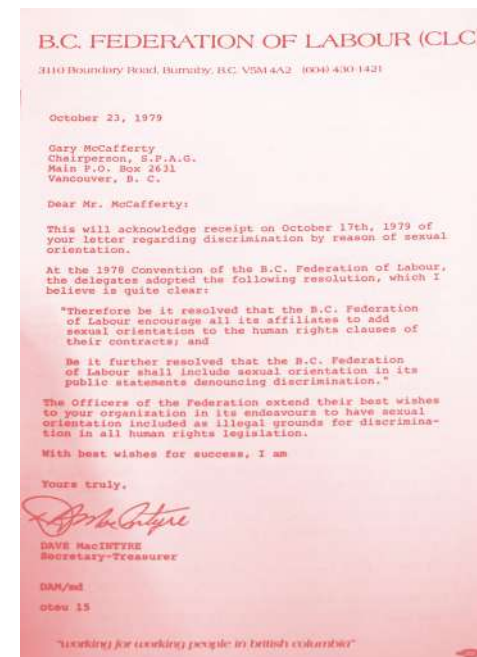 B.C. FEDERATION OF LABOUR (CLC
3110 Boundary Road, Burnaby, B.C. V5M 4A2 (604) 430-1421
October 23, 1979
Gary McCafferty
Chairperson, S.P.A.G.
Main P.O. Box 2631
Vancouver, B. C.
Dear Mr. McCafferty:
This will acknowledge receipt on October 17th, 1979 of
your letter regarding discrimination by reason of sexual
orientation.
At the 1978 Convention of the B.C. Federation of Labour,
the delegates adopted the following resolution, which I
believe is quite clear:
"Therefore be it resolved that the B.C. Federation
of Labour encourage all its affiliates to add
sexual orientation to the human rights clauses of
their contracts; and
Be it further resolved that the B.C. Federation
of Labour shall include sexual orientation in its
public statements denouncing discrimination."
The Officers of the Federation extend their best wishes
to your organization in its endeavours to have sexual
orientation included as illegal grounds for discrimina-
tion in all human rights legislation.
With best wishes for success, I am
Yours truly,
DAVE MacINTYRE
Secretary-Treasurer
DAM/md
oteu 15
"working for working people in british columbia"